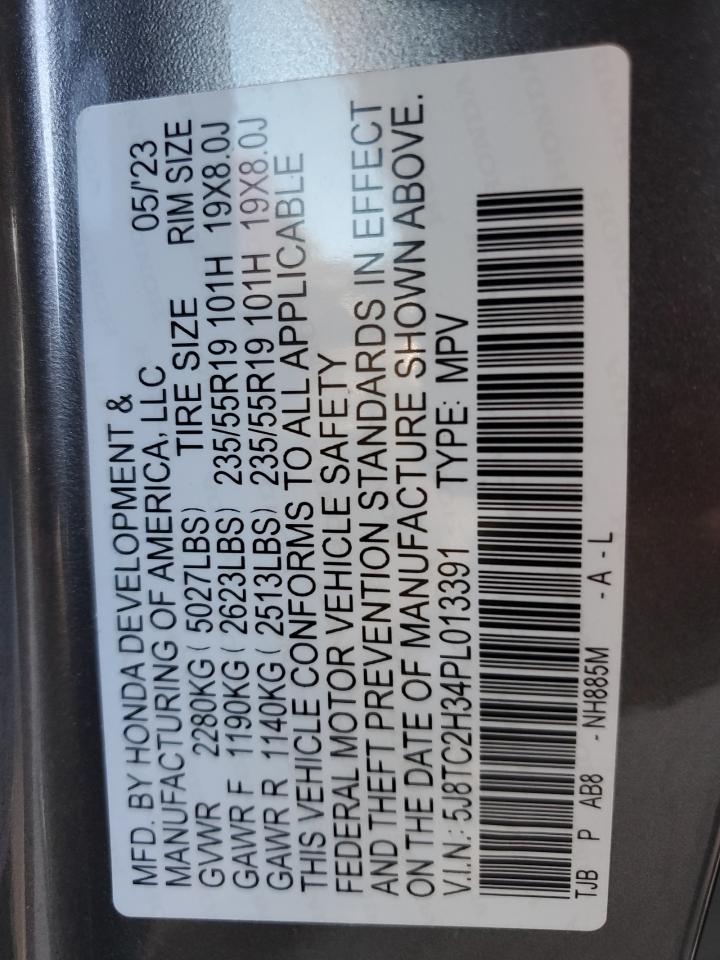 MFD. BY HONDA DEVELOPMENT & 05/'23
MANUFACTURING OF AMERICA, LLC
GVWR 2280KG ( 5027LBS) TIRE SIZE RIM SIZE
GAWR F 1190KG ( 2623LBS) 235/55R19 101H 19X8.0J
GAWR R 1140KG ( 2513LBS) 235/55R19 101H 19X8.0J
THIS VEHICLE CONFORMS TO ALL APPLICABLE
FEDERAL MOTOR VEHICLE SAFETY
AND THEFT PREVENTION STANDARDS IN EFFECT
ON THE DATE OF MANUFACTURE SHOWN ABOVE.
V.I.N.: 5J8TC2H34PL013391 TYPE: MPV
TJB P AB8 - NH885M - A - L